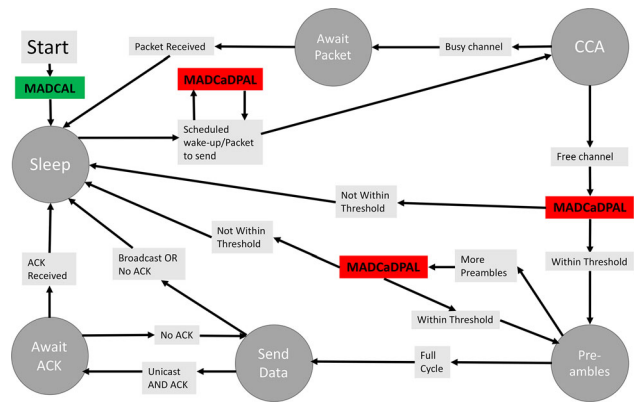 Start
MADCAL
Sleep
Packet Received
Await
Packet
Busy channel
CCA
MADCaDPAL
Scheduled
wake-up/Packet
to send
Free channel
MADCaDPAL
Not Within
Threshold
Not Within
Threshold
Within Threshold
MADCaDPAL
More
Preambles
Within Threshold
Pre-
ambles
Full
Cycle
Send
Data
Broadcast OR
No ACK
No ACK
Unicast
AND ACK
Await
ACK
ACK
Received